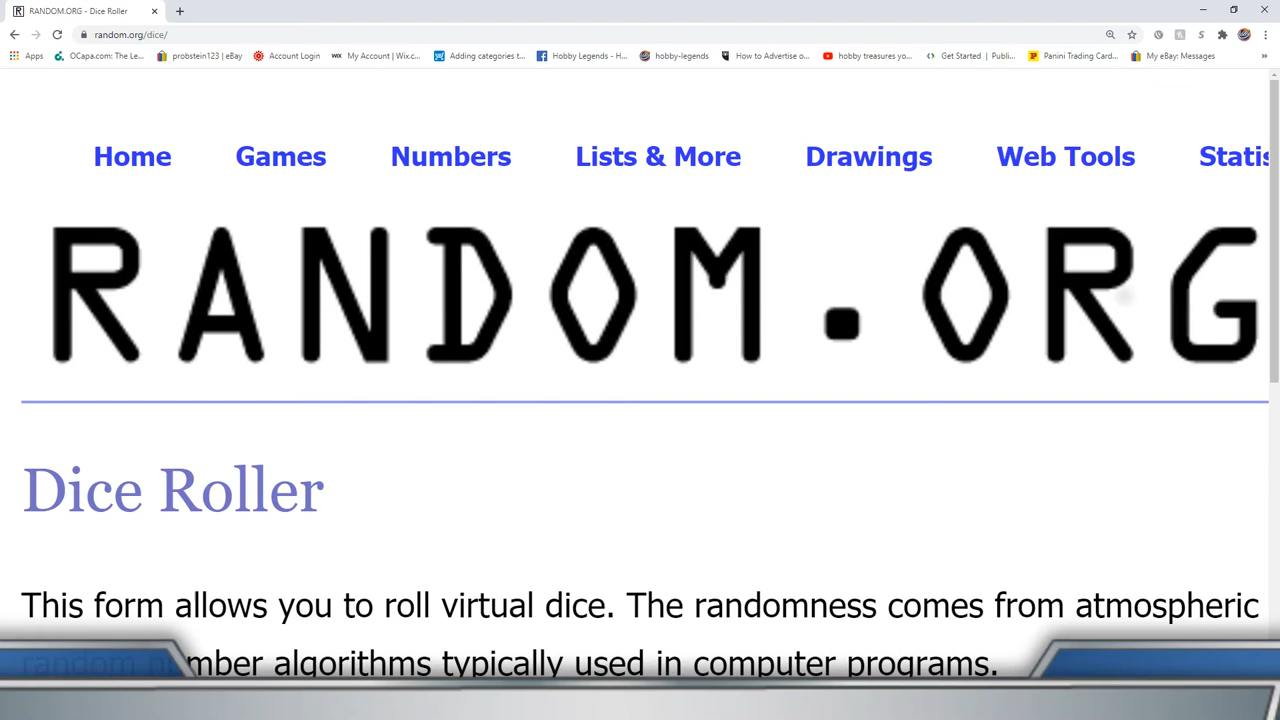 RANDOM.ORG - Dice Roller
random.org/dice/
Apps OCapa.com: The Le... probstein123 | eBay Account Login My Account | Wix.c... Adding categories t... Hobby Legends - H... hobby-legends How to Advertise o... hobby treasures yo... Get Started | Publi... Panini Trading Card... My eBay: Messages
Home Games Numbers Lists & More Drawings Web Tools Statis
RANDOM.ORG
Dice Roller
This form allows you to roll virtual dice. The randomness comes from atmospheric
random number algorithms typically used in computer programs.